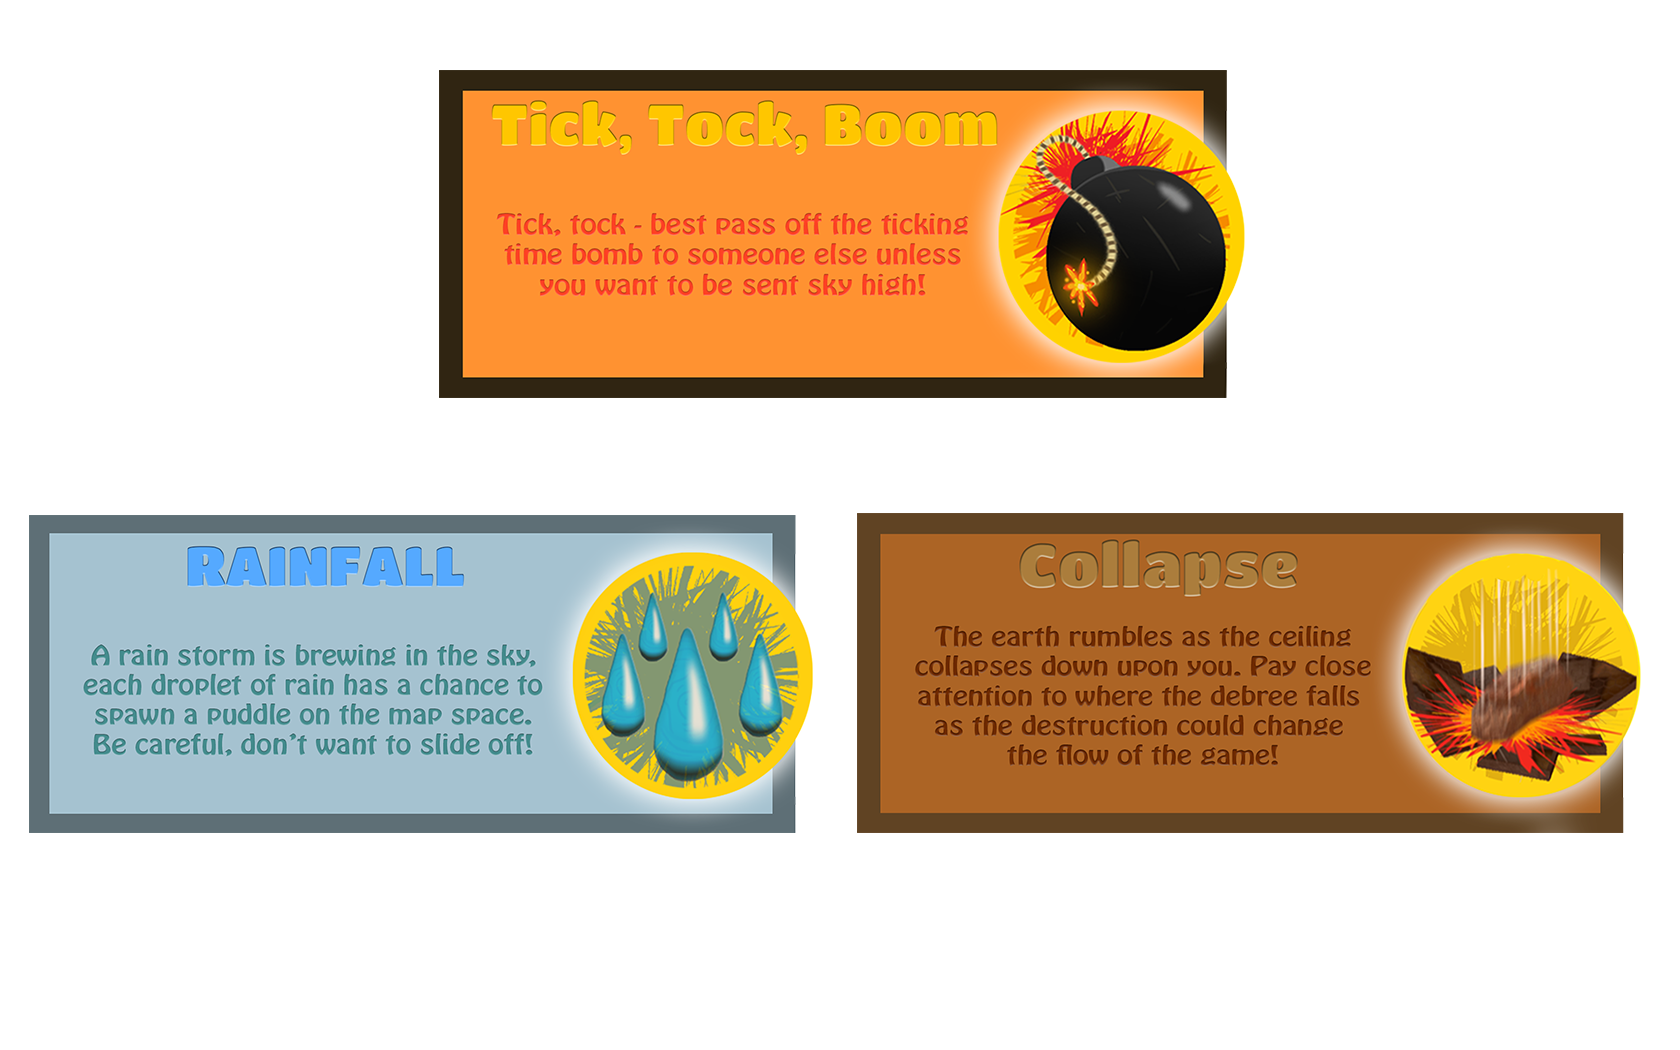 Tick, Tock, Boom
Tick, tock - best pass off the ticking
time bomb to someone else unless
you want to be sent sky high!
RAINFALL
A rain storm is brewing in the sky,
each droplet of rain has a chance to
spawn a puddle on the map space.
Be careful, don't want to slide off!
Collapse
The earth rumbles as the ceiling
collapses down upon you. Pay close
attention to where the debree falls
as the destruction could change
the flow of the game!